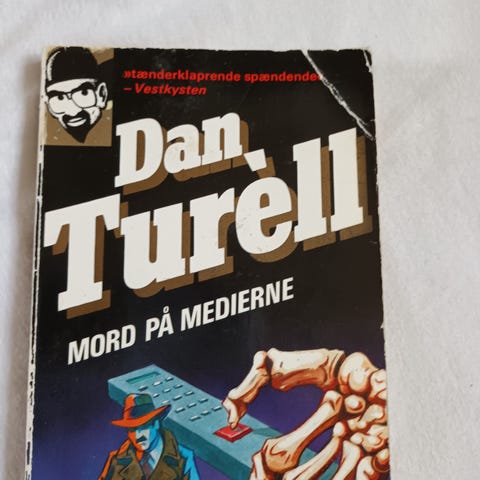 »tænderklaprende spændende«
– Vestkysten
Dan
Turèll
MORD PÅ MEDIERNE